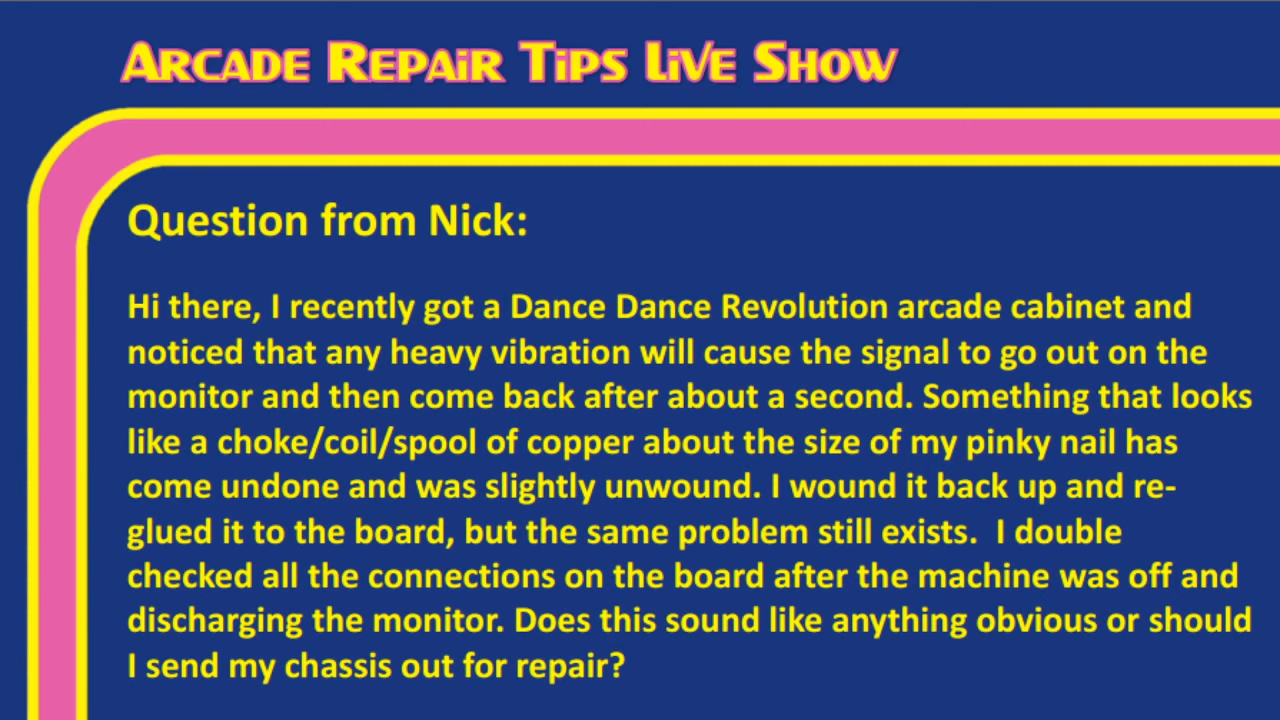 Arcade Repair Tips Live Show
Question from Nick:
Hi there, I recently got a Dance Dance Revolution arcade cabinet and
noticed that any heavy vibration will cause the signal to go out on the
monitor and then come back after about a second. Something that looks
like a choke/coil/spool of copper about the size of my pinky nail has
come undone and was slightly unwound. I wound it back up and re-
glued it to the board, but the same problem still exists.  I double
checked all the connections on the board after the machine was off and
discharging the monitor. Does this sound like anything obvious or should
I send my chassis out for repair?